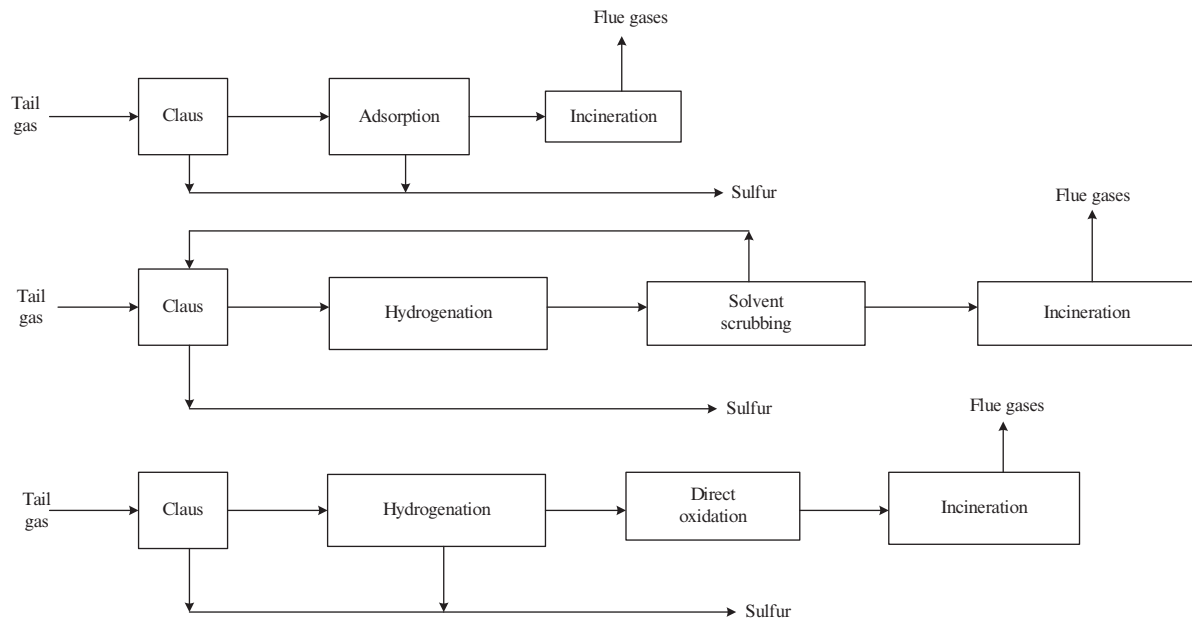 Flue gases
Tail
gas
Claus
Adsorption
Incineration
Sulfur
Flue gases
Tail
gas
Claus
Hydrogenation
Solvent
scrubbing
Incineration
Sulfur
Flue gases
Tail
gas
Claus
Hydrogenation
Direct
oxidation
Incineration
Sulfur